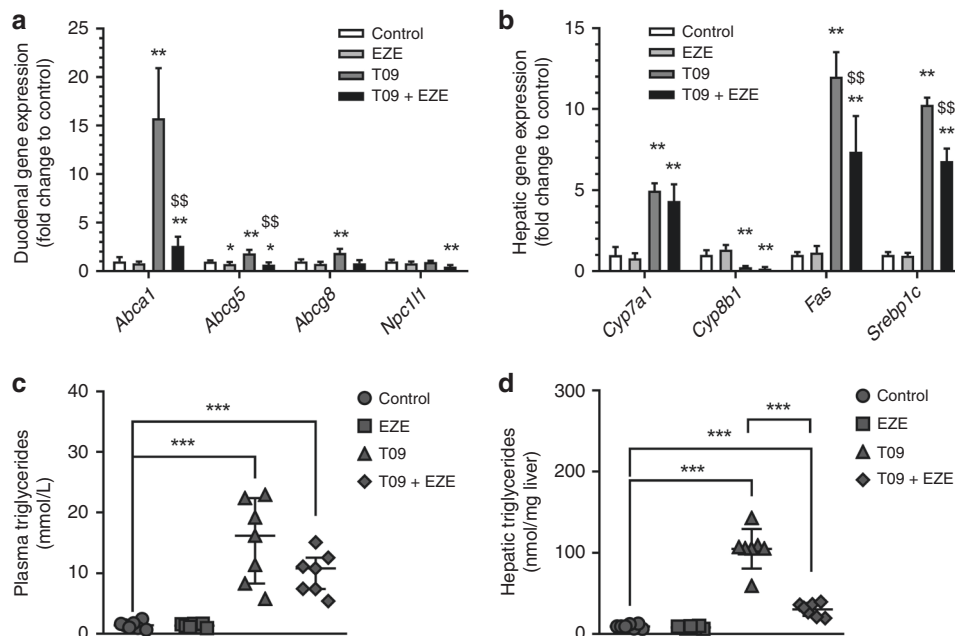 a
Duodenal gene expression
(fold change to control)
25
20
15
10
5
0
Control
EZE
T09
T09 + EZE
**
$$
**
*
**
$$
*
**
**
Abca1
Abcg5
Abcg8
Npc1l1
b
Hepatic gene expression
(fold change to control)
15
10
5
0
Control
EZE
T09
T09 + EZE
**
**
**
**
**
$$
**
**
$$
**
Cyp7a1
Cyp8b1
Fas
Srebp1c
c
Plasma triglycerides
(mmol/L)
40
30
20
10
0
***
***
Control
EZE
T09
T09 + EZE
d
Hepatic triglycerides
(nmol/mg liver)
300
200
100
0
***
***
***
Control
EZE
T09
T09 + EZE